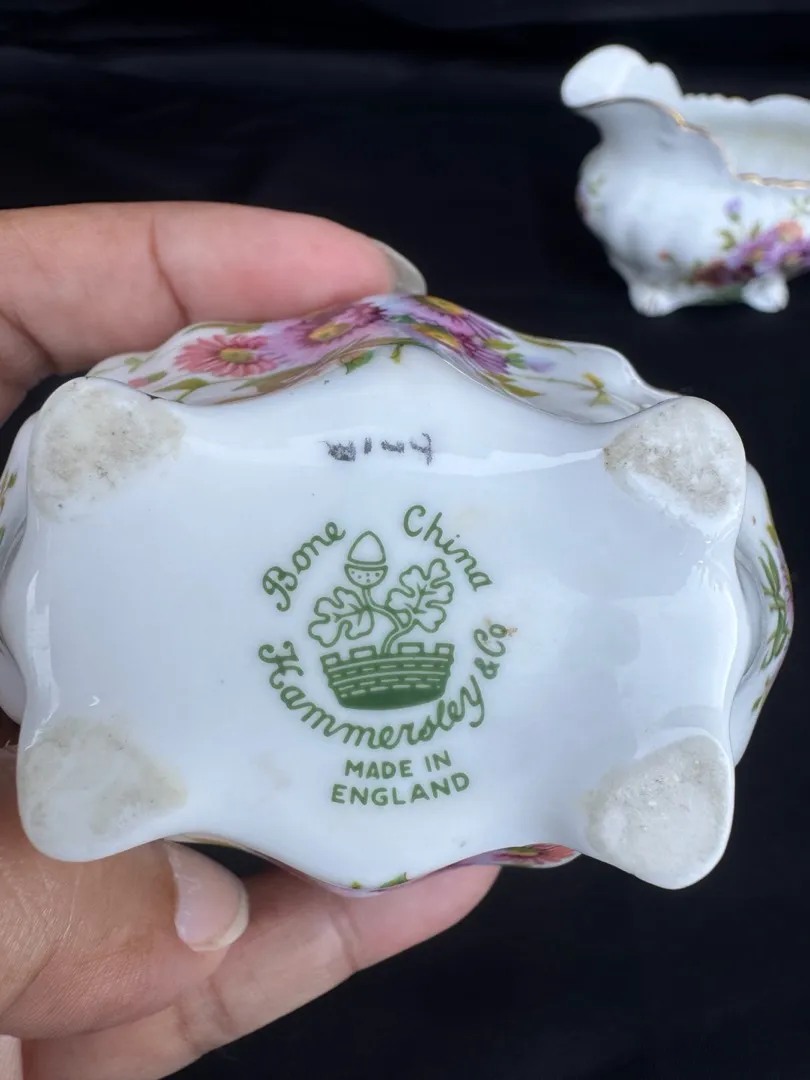 Bone China
Hammersley & Co
MADE IN
ENGLAND